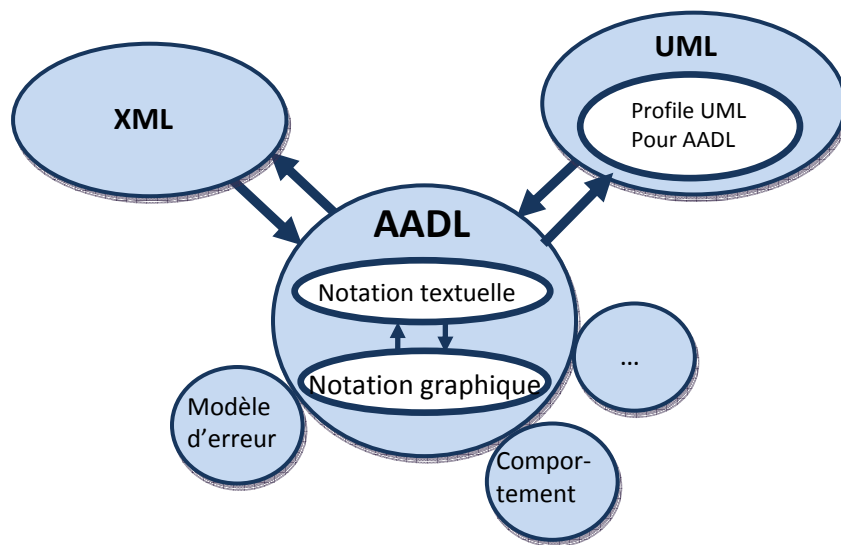 UML
XML
Profile UML
Pour AADL
AADL
Notation textuelle
Notation graphique
...
Modèle
d'erreur
Compor-
tement